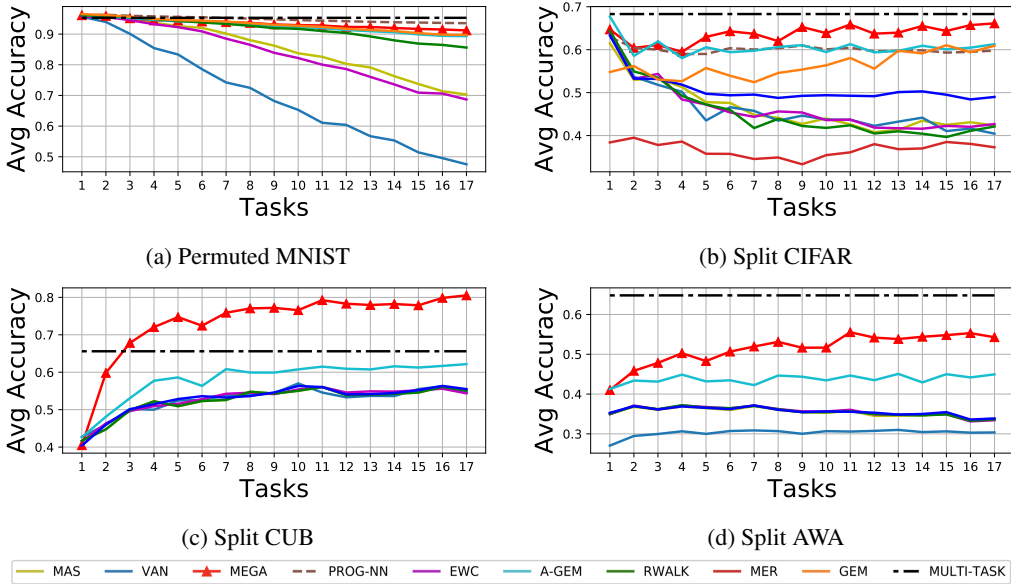 Avg Accuracy
0.9
0.8
0.7
0.6
0.5
1 2 3 4 5 6 7 8 9 10 11 12 13 14 15 16 17
Tasks
(a) Permuted MNIST
Avg Accuracy
0.7
0.6
0.5
0.4
1 2 3 4 5 6 7 8 9 10 11 12 13 14 15 16 17
Tasks
(b) Split CIFAR
Avg Accuracy
0.8
0.7
0.6
0.5
0.4
1 2 3 4 5 6 7 8 9 10 11 12 13 14 15 16 17
Tasks
(c) Split CUB
Avg Accuracy
0.6
0.5
0.4
0.3
1 2 3 4 5 6 7 8 9 10 11 12 13 14 15 16 17
Tasks
(d) Split AWA
MAS VAN MEGA PROG-NN EWC A-GEM RWALK MER GEM MULTI-TASK